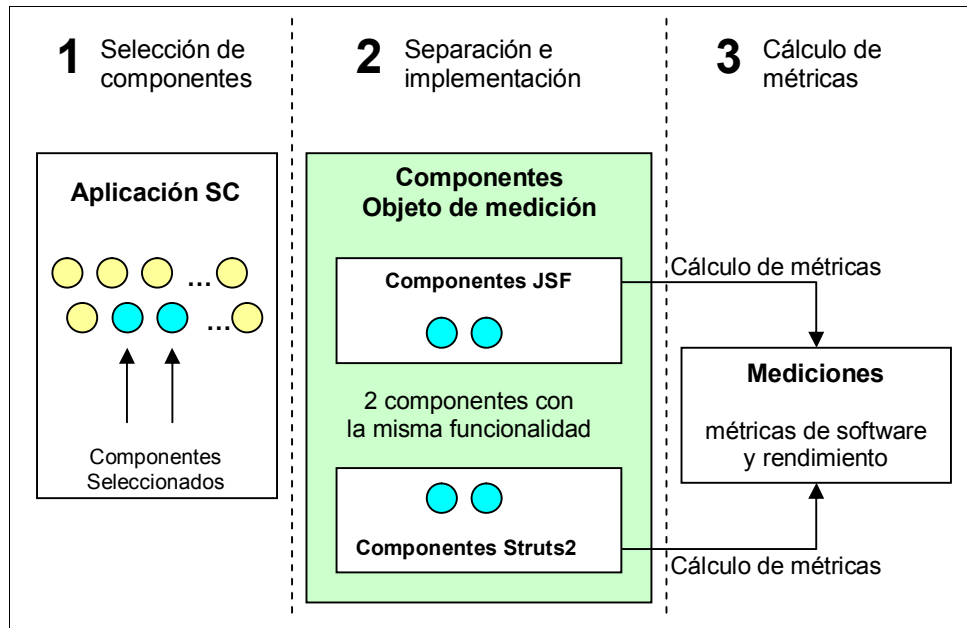 1 Selección de
componentes
2 Separación e
implementación
3 Cálculo de
métricas
Aplicación SC
...
...
Componentes
Seleccionados
Componentes
Objeto de medición
Componentes JSF
2 componentes con
la misma funcionalidad
Componentes Struts2
Cálculo de métricas
Mediciones
métricas de software
y rendimiento
Cálculo de métricas